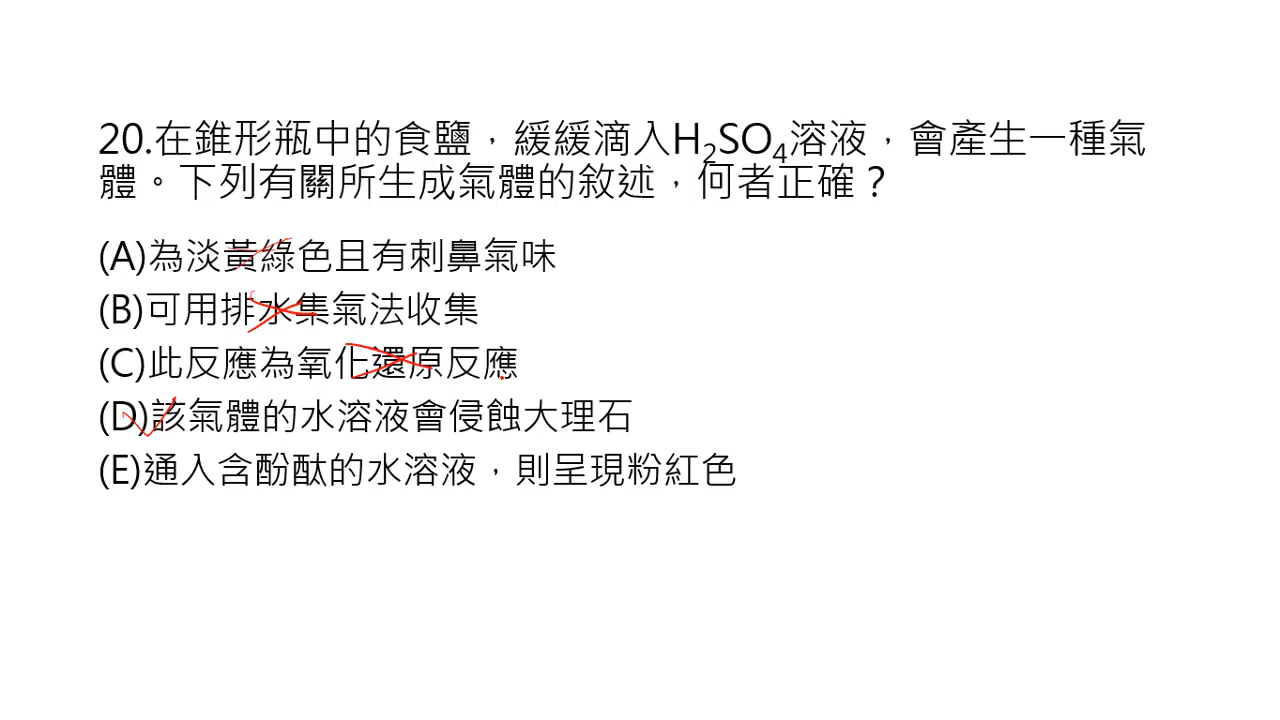 20.在錐形瓶中的食鹽，緩緩滴入H₂SO₄溶液，會產生一種氣
體。下列有關所生成氣體的敘述，何者正確？
(A)為淡黃綠色且有刺鼻氣味
(B)可用排水集氣法收集
(C)此反應為氧化還原反應
(D)該氣體的水溶液會侵蝕大理石
(E)通入含酚酞的水溶液，則呈現粉紅色